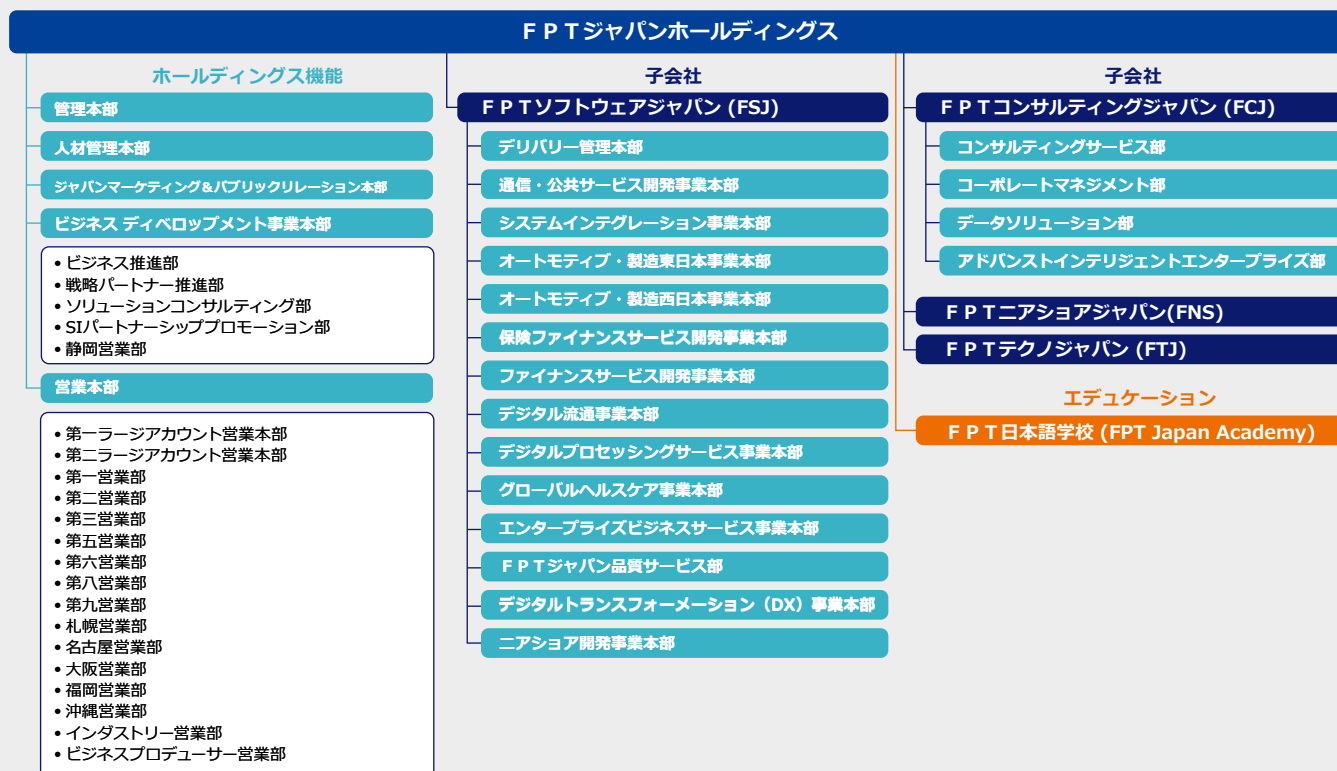 ＦＰＴジャパンホールディングス
ホールディングス機能
管理本部
人材管理本部
ジャパンマーケティング&パブリックリレーション本部
ビジネス ディベロップメント事業本部
• ビジネス推進部
• 戦略パートナー推進部
• ソリューションコンサルティング部
• SIパートナーシッププロモーション部
• 静岡営業部
営業本部
• 第一ラージアカウント営業本部
• 第二ラージアカウント営業本部
• 第一営業部
• 第二営業部
• 第三営業部
• 第五営業部
• 第六営業部
• 第八営業部
• 第九営業部
• 札幌営業部
• 名古屋営業部
• 大阪営業部
• 福岡営業部
• 沖縄営業部
• インダストリー営業部
• ビジネスプロデューサー営業部
子会社
ＦＰＴソフトウェアジャパン (FSJ)
デリバリー管理本部
通信・公共サービス開発事業本部
システムインテグレーション事業本部
オートモティブ・製造東日本事業本部
オートモティブ・製造西日本事業本部
保険ファイナンスサービス開発事業本部
ファイナンスサービス開発事業本部
デジタル流通事業本部
デジタルプロセッシングサービス事業本部
グローバルヘルスケア事業本部
エンタープライズビジネスサービス事業本部
ＦＰＴジャパン品質サービス部
デジタルトランスフォーメーション（DX）事業本部
ニアショア開発事業本部
子会社
ＦＰＴコンサルティングジャパン (FCJ)
コンサルティングサービス部
コーポレートマネジメント部
データソリューション部
アドバンストインテリジェントエンタープライズ部
ＦＰＴニアショアジャパン(FNS)
ＦＰＴテクノジャパン (FTJ)
エデュケーション
ＦＰＴ日本語学校 (FPT Japan Academy)